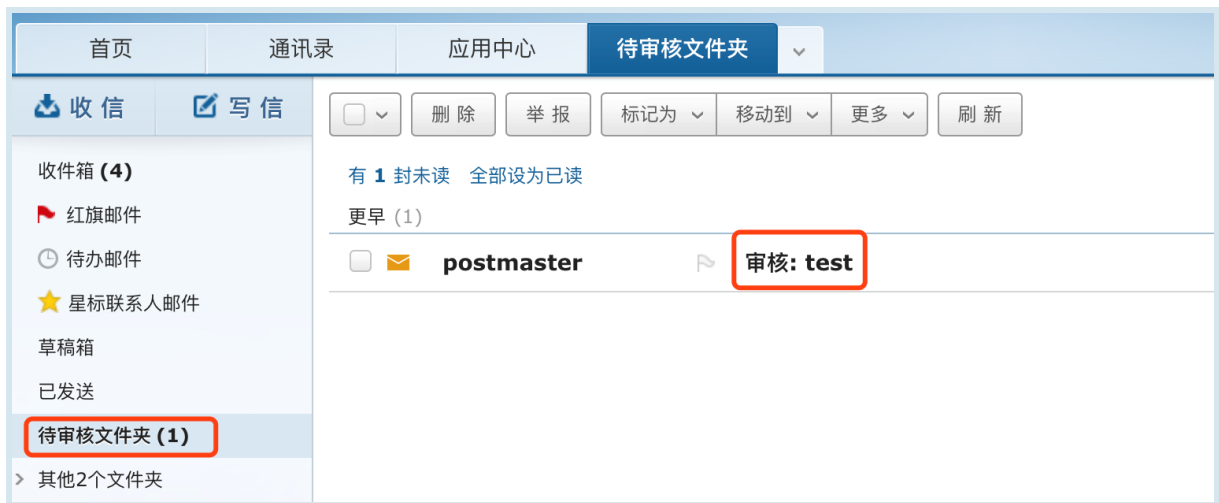 首页 通讯录 应用中心 待审核文件夹
收信 写信
删 除 举 报 标记为 移动到 更多 刷 新
收件箱 (4)
红旗邮件
待办邮件
星标联系人邮件
草稿箱
已发送
待审核文件夹 (1)
其他2个文件夹
有 1 封未读 全部设为已读
更早 (1)
postmaster 审核: test